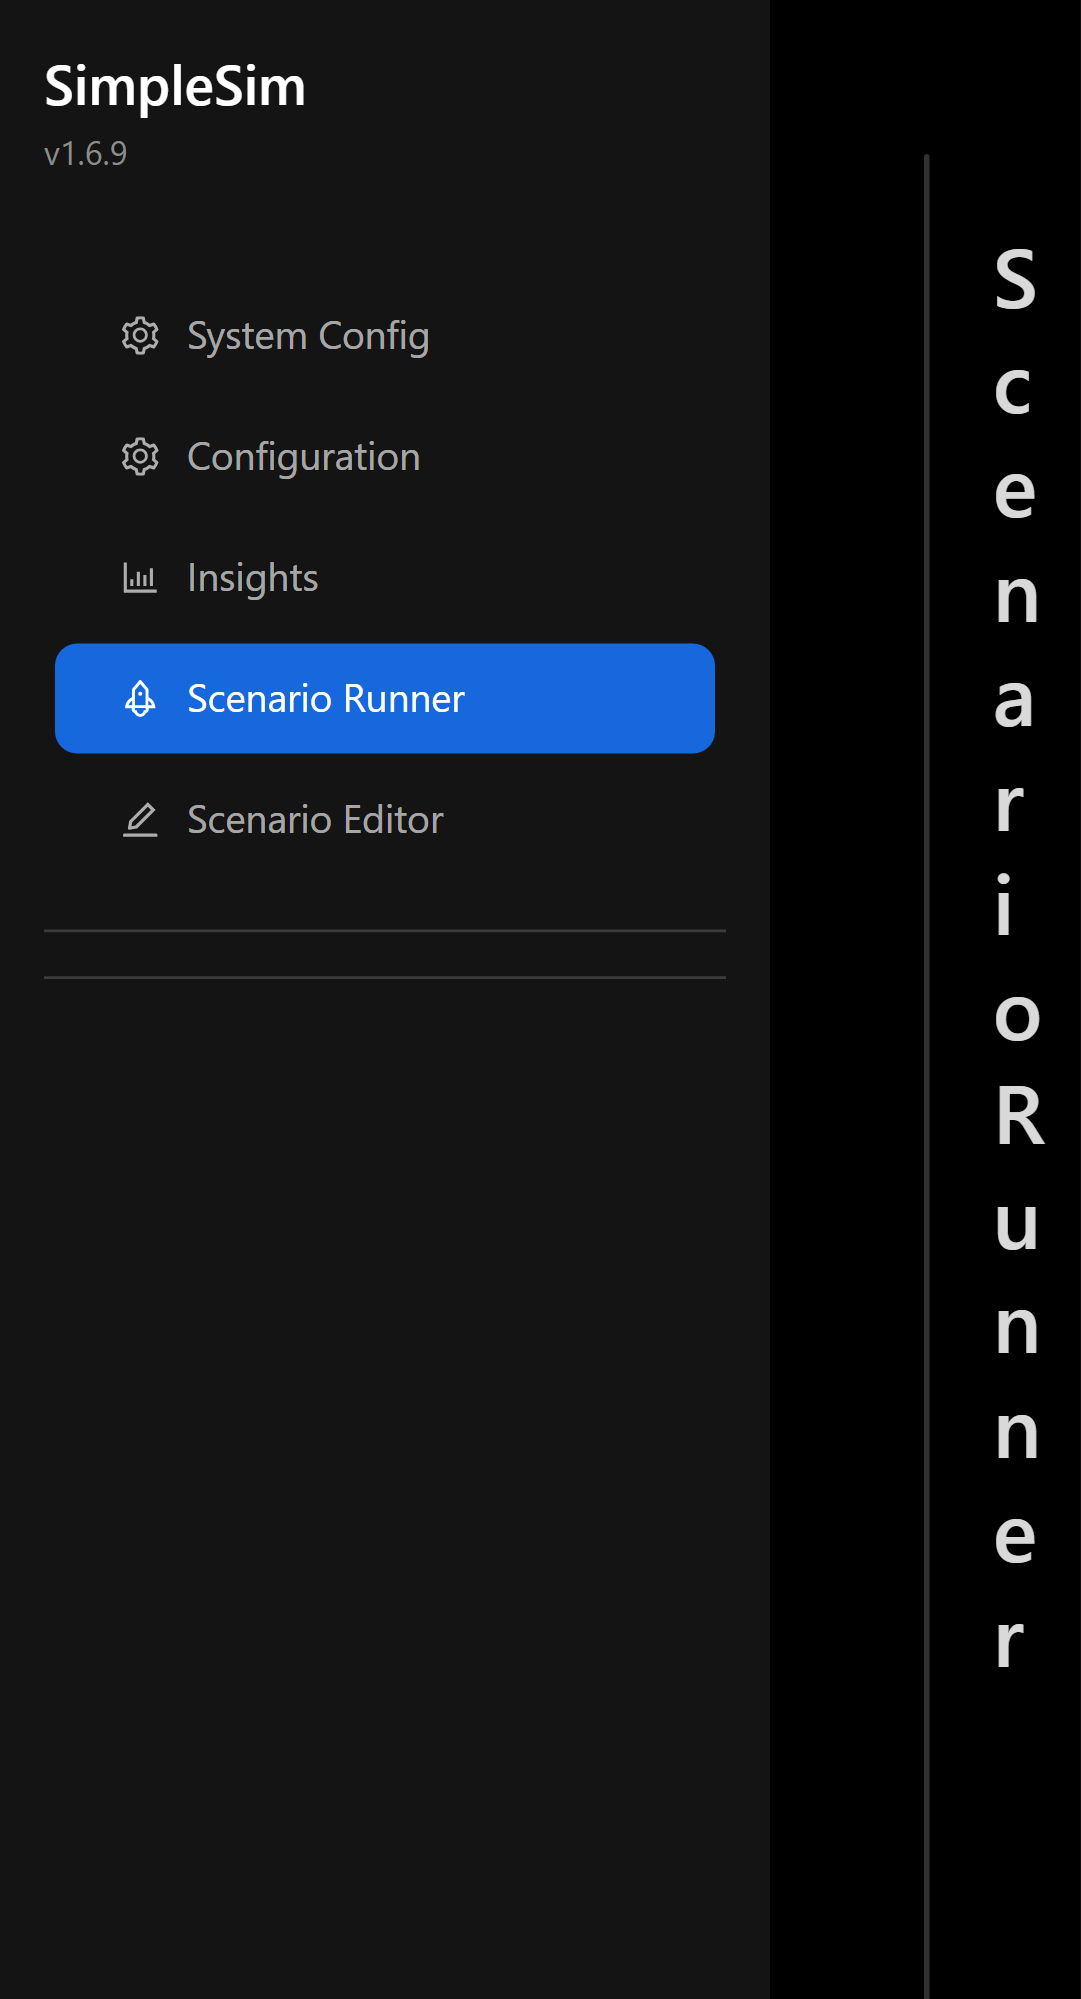 SimpleSim
v1.6.9
System Config
Configuration
Insights
Scenario Runner
Scenario Editor
S
c
e
n
a
r
i
o
R
u
n
n
e
r